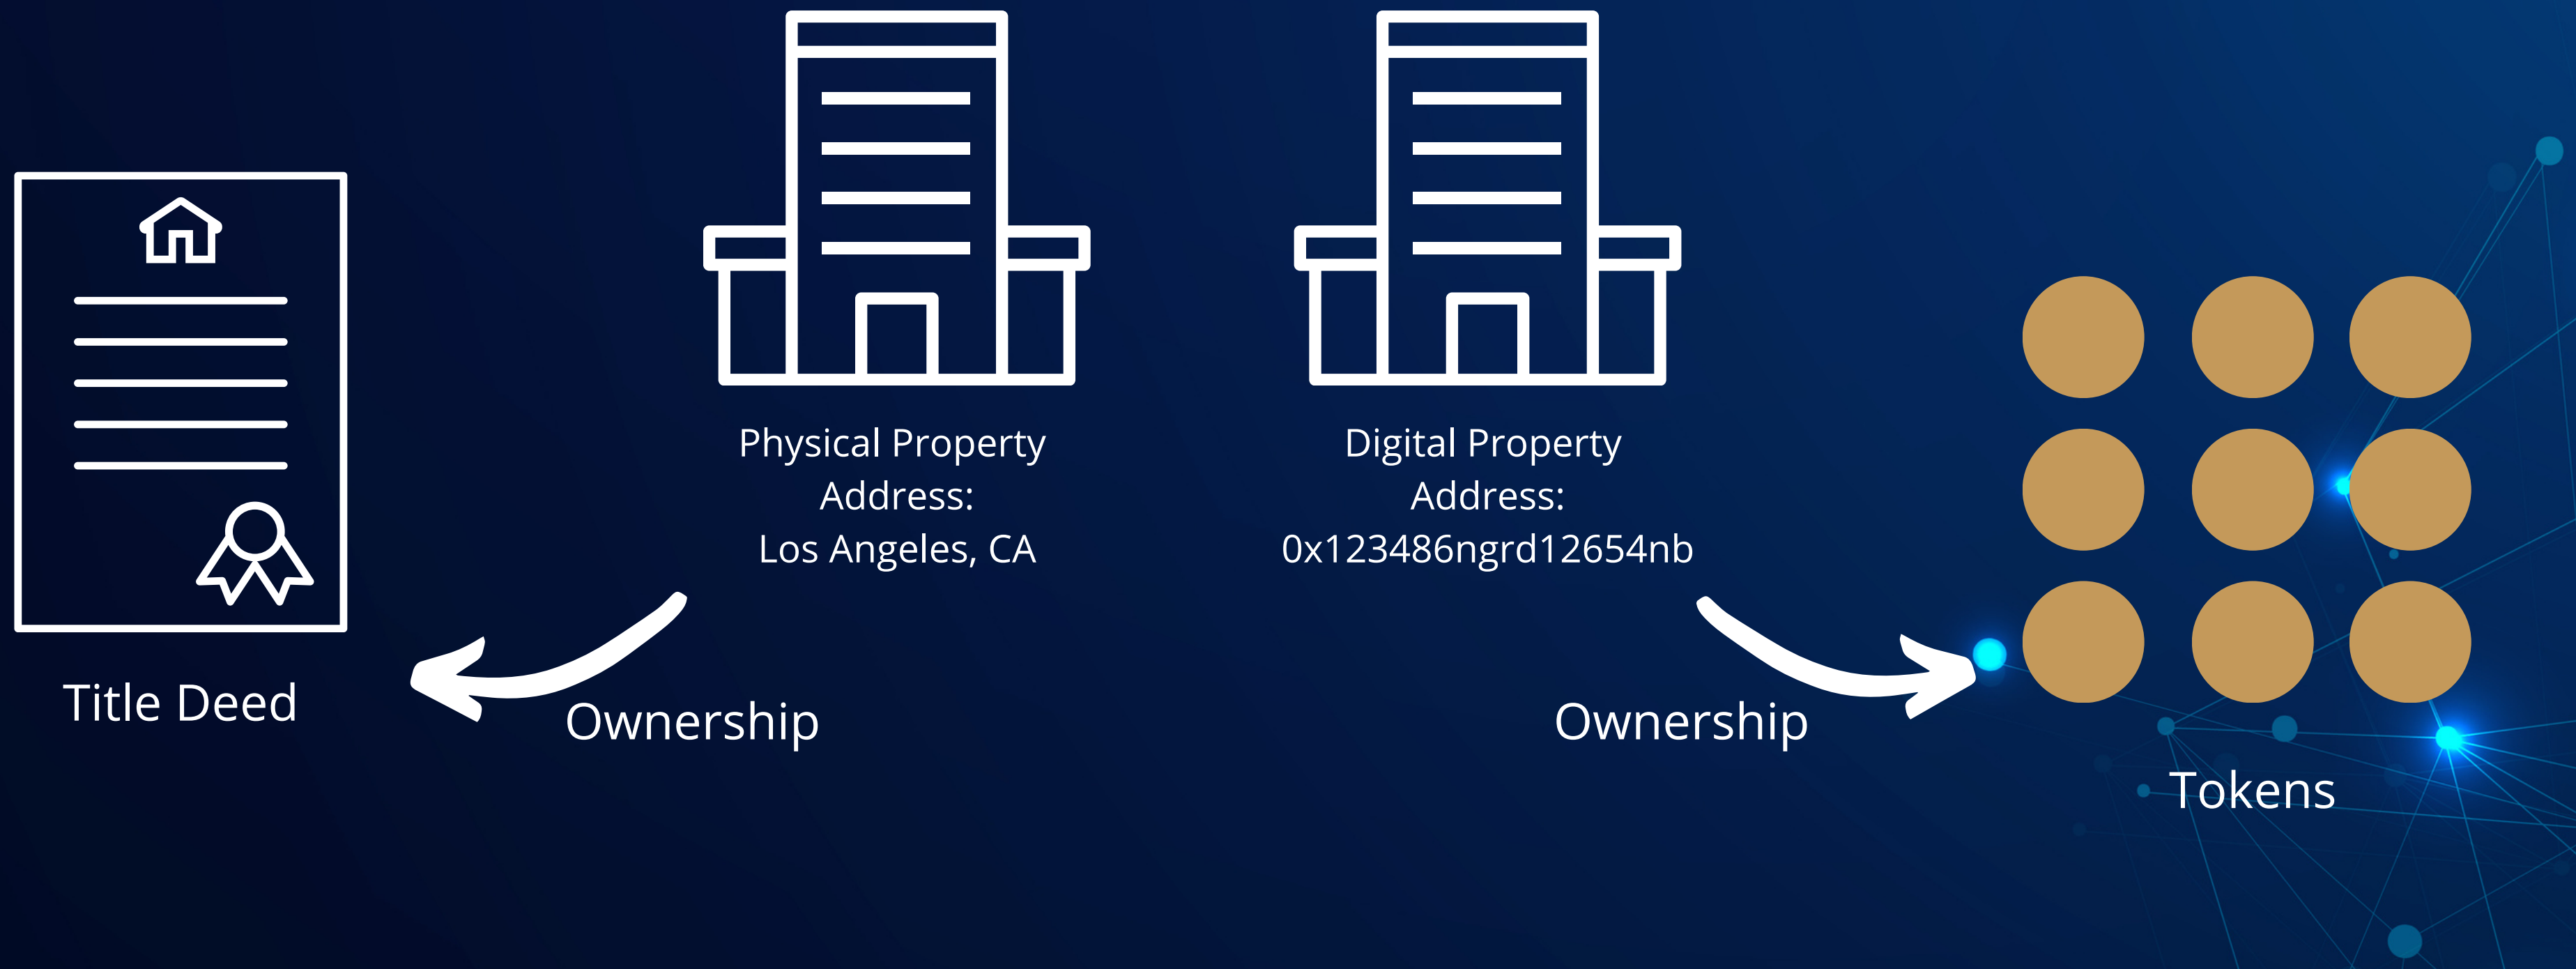 Physical Property
Address:
Los Angeles, CA
Digital Property
Address:
0x123486ngrd12654nb
Title Deed
Ownership
Ownership
Tokens